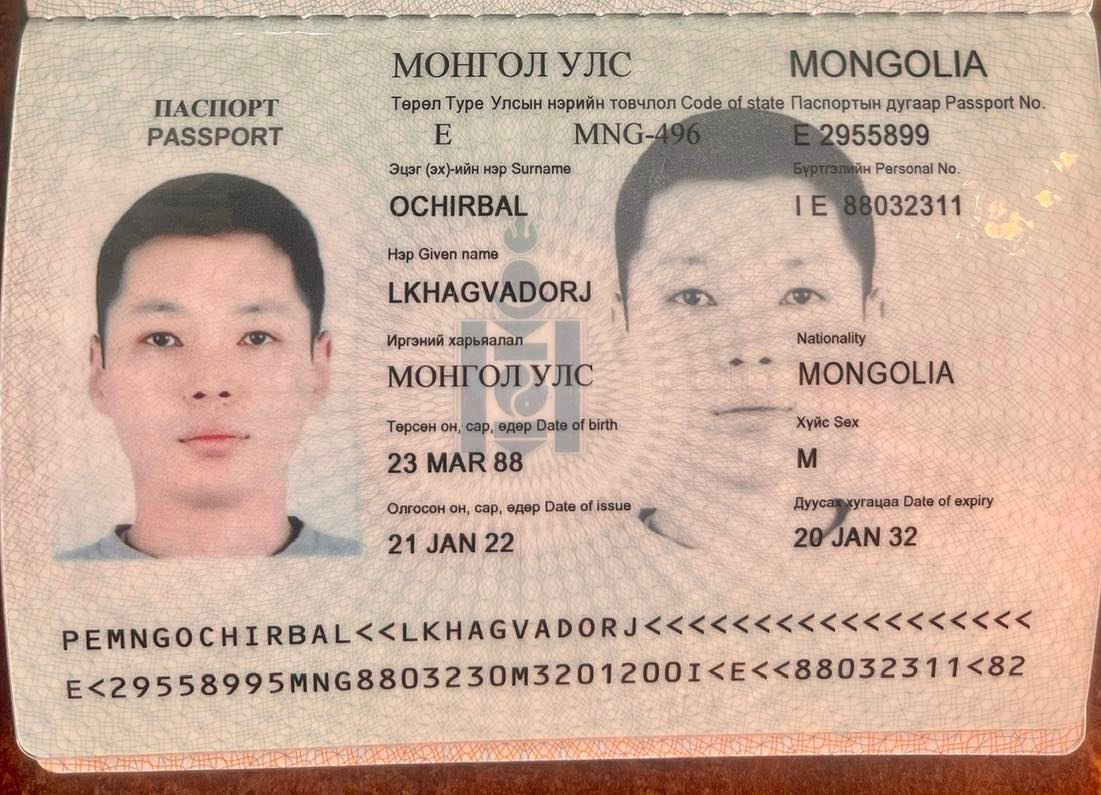 ПАСПОРТ
PASSPORT
МОНГОЛ УЛС MONGOLIA
Төрөл Type Улсын нэрийн товчлол Code of state Паспортын дугаар Passport No.
E MNG-496 E 2955899
Эцэг (эх)-ийн нэр Surname Бүртгэлийн Personal No.
OCHIRBAL I E 88032311
Нэр Given name
LKHAGVADORJ
Иргэний харьяалал Nationality
МОНГОЛ УЛС MONGOLIA
Төрсөн он, сар, өдөр Date of birth Хүйс Sex
23 MAR 88 M
Олгосон он, сар, өдөр Date of issue Дуусах хугацаа Date of expiry
21 JAN 22 20 JAN 32
PEMNGOCHIRBAL<<LKHAGVADORJ<<<<<<<<<<<<<<<<<<
E<29558995MNG8803230M3201200I<E<<88032311<82